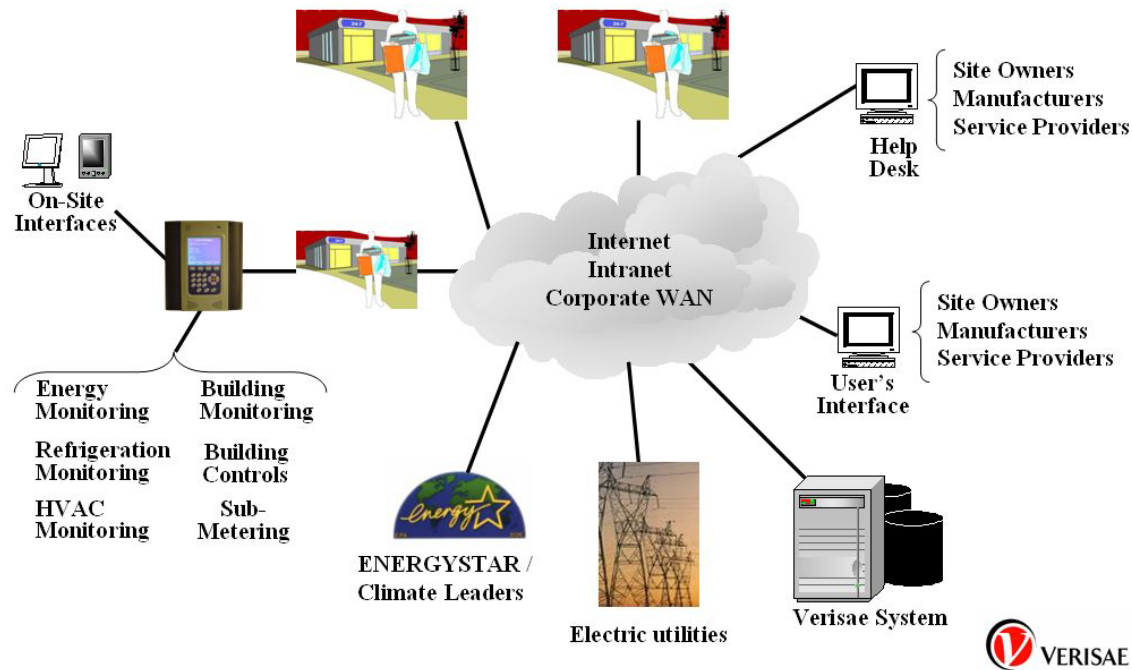 Site Owners
Manufacturers
Service Providers
Help
Desk
On-Site
Interfaces
Internet
Intranet
Corporate WAN
Site Owners
Manufacturers
Service Providers
User's
Interface
Energy
Monitoring
Building
Monitoring
Refrigeration
Monitoring
Building
Controls
HVAC
Monitoring
Sub-
Metering
energy
ENERGYSTAR /
Climate Leaders
Electric utilities
Verisae System
V VERISAE